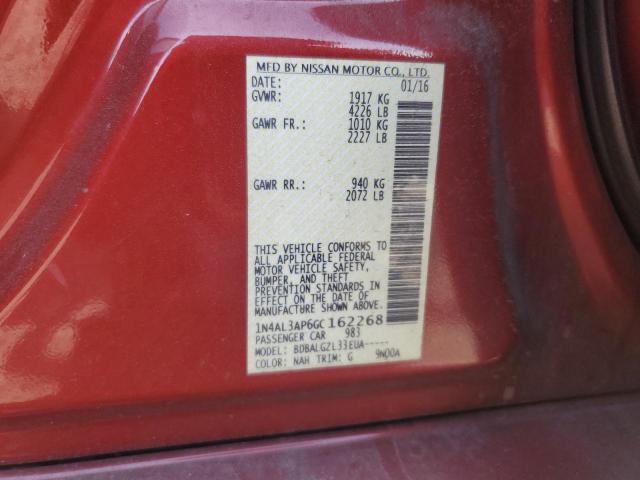 MFD BY NISSAN MOTOR CO., LTD.
DATE: 01/16
GVWR: 1917 KG
4226 LB
GAWR FR.: 1010 KG
2227 LB
GAWR RR.: 940 KG
2072 LB
THIS VEHICLE CONFORMS TO
ALL APPLICABLE FEDERAL
MOTOR VEHICLE SAFETY,
BUMPER, AND THEFT
PREVENTION STANDARDS IN
EFFECT ON THE DATE OF
MANUFACTURE SHOWN ABOVE.
1N4AL3AP6GC162268
PASSENGER CAR 983
MODEL: BDBALGZL33EUA-----
COLOR: NAH TRIM: G 9N00A